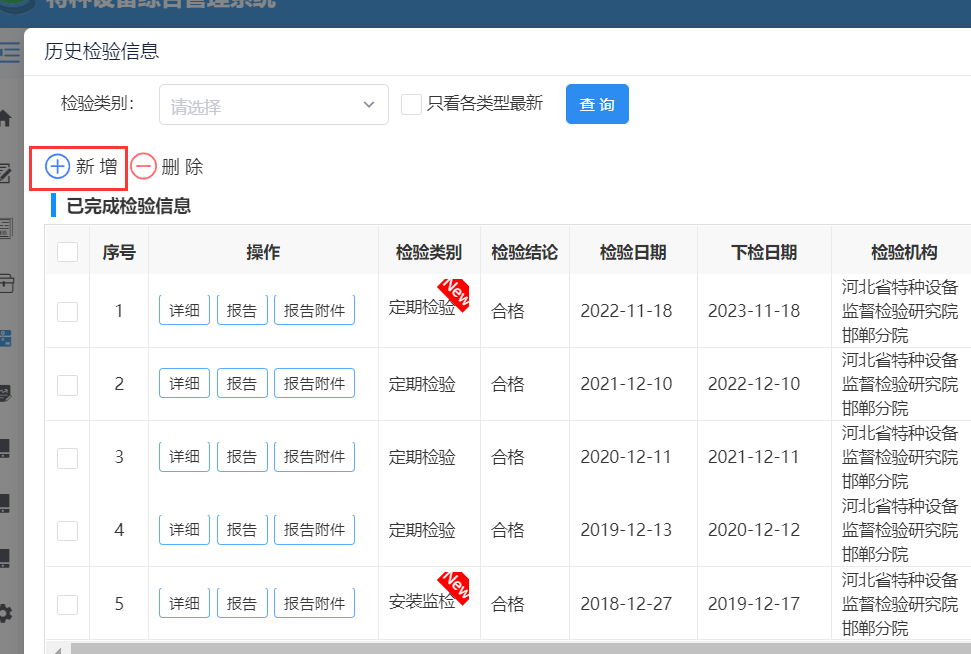 特种设备综合管理系统
历史检验信息
检验类别： 请选择 只看各类型最新 查 询
新 增 删 除
已完成检验信息
序号 操作 检验类别 检验结论 检验日期 下检日期 检验机构
1 详细 报告 报告附件 定期检验 New 合格 2022-11-18 2023-11-18 河北省特种设备
监督检验研究院
邯郸分院
2 详细 报告 报告附件 定期检验 合格 2021-12-10 2022-12-10 河北省特种设备
监督检验研究院
邯郸分院
3 详细 报告 报告附件 定期检验 合格 2020-12-11 2021-12-11 河北省特种设备
监督检验研究院
邯郸分院
4 详细 报告 报告附件 定期检验 合格 2019-12-13 2020-12-12 河北省特种设备
监督检验研究院
邯郸分院
5 详细 报告 报告附件 安装监检 New 合格 2018-12-27 2019-12-17 河北省特种设备
监督检验研究院
邯郸分院